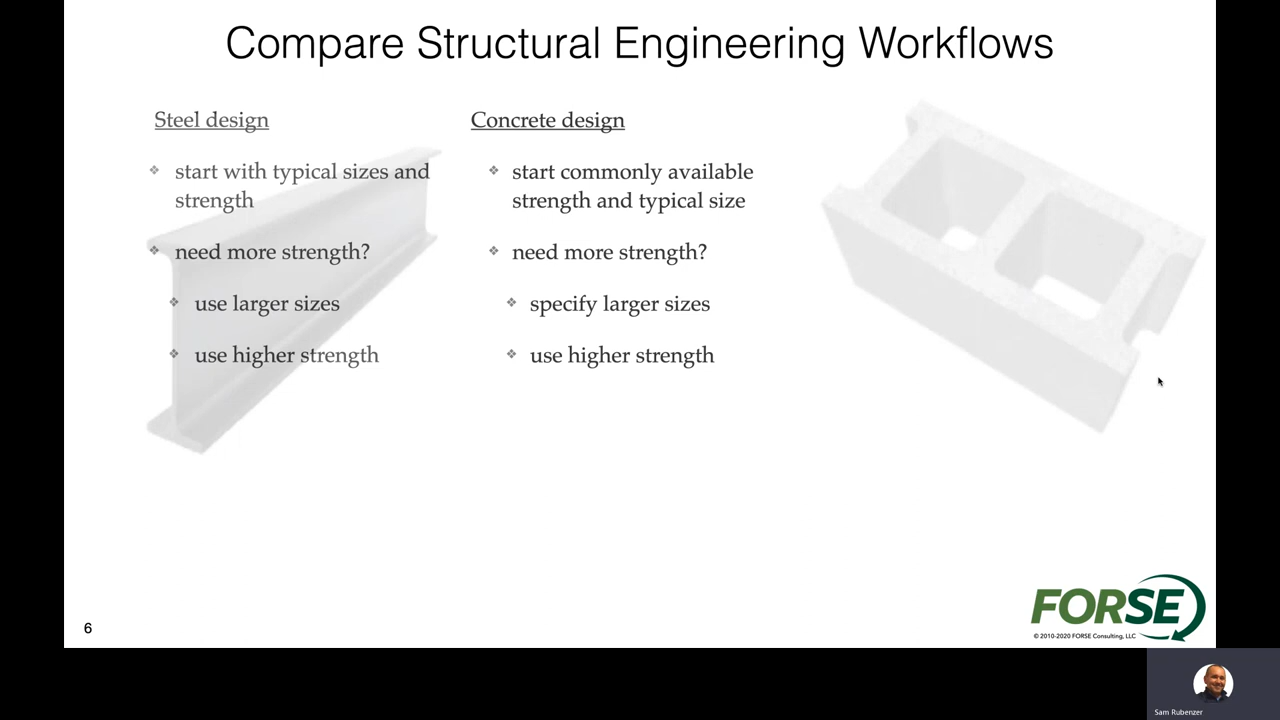 Compare Structural Engineering Workflows
Steel design
start with typical sizes and
strength
need more strength?
use larger sizes
use higher strength
Concrete design
start commonly available
strength and typical size
need more strength?
specify larger sizes
use higher strength
6
FORSE
© 2010-2020 FORSE Consulting, LLC
Sam Rubenzer